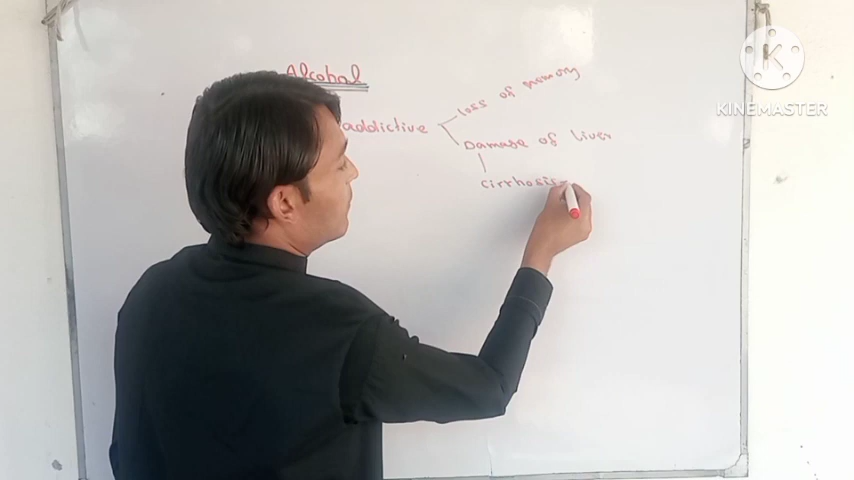 Alcohol
addictive
loss of memory
Damage of liver
cirrhosis
K
KINEMASTER